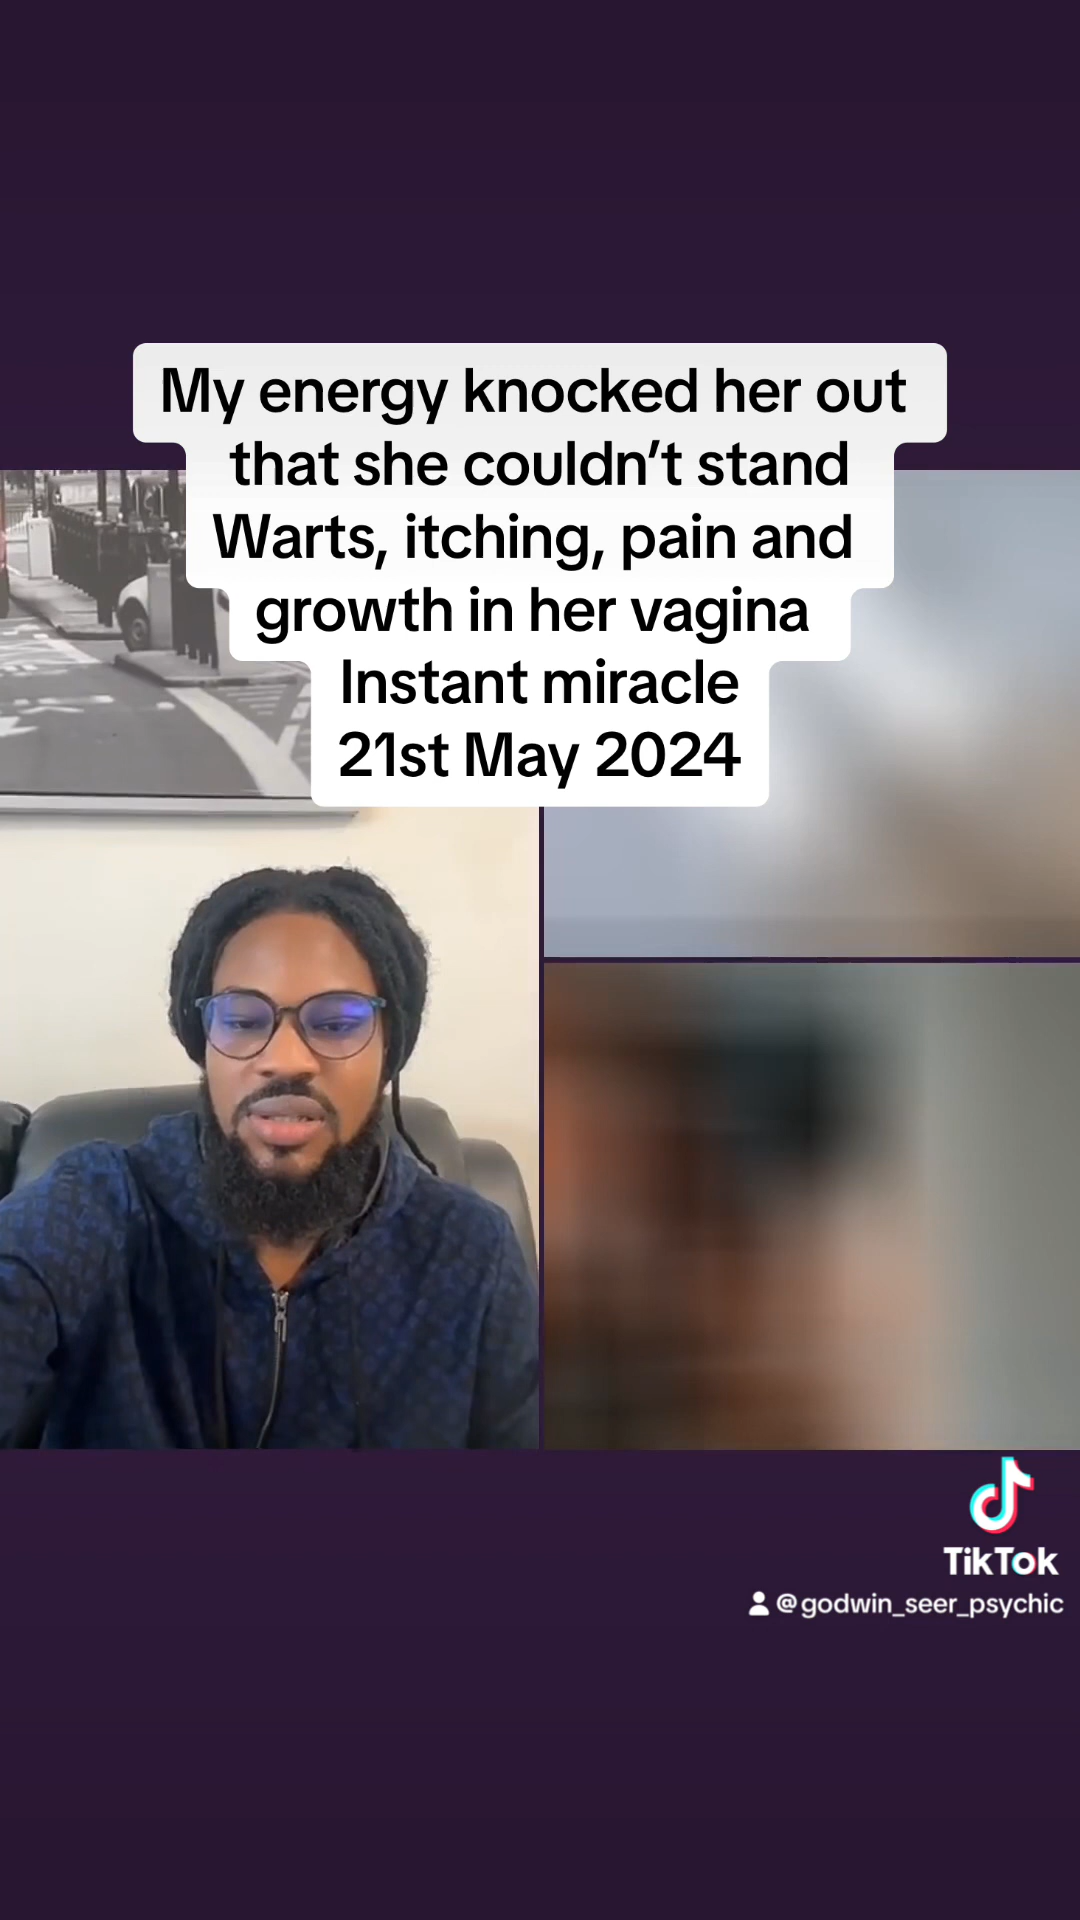 My energy knocked her out
that she couldn’t stand
Warts, itching, pain and
growth in her vagina
Instant miracle
21st May 2024
TikTok
@godwin_seer_psychic